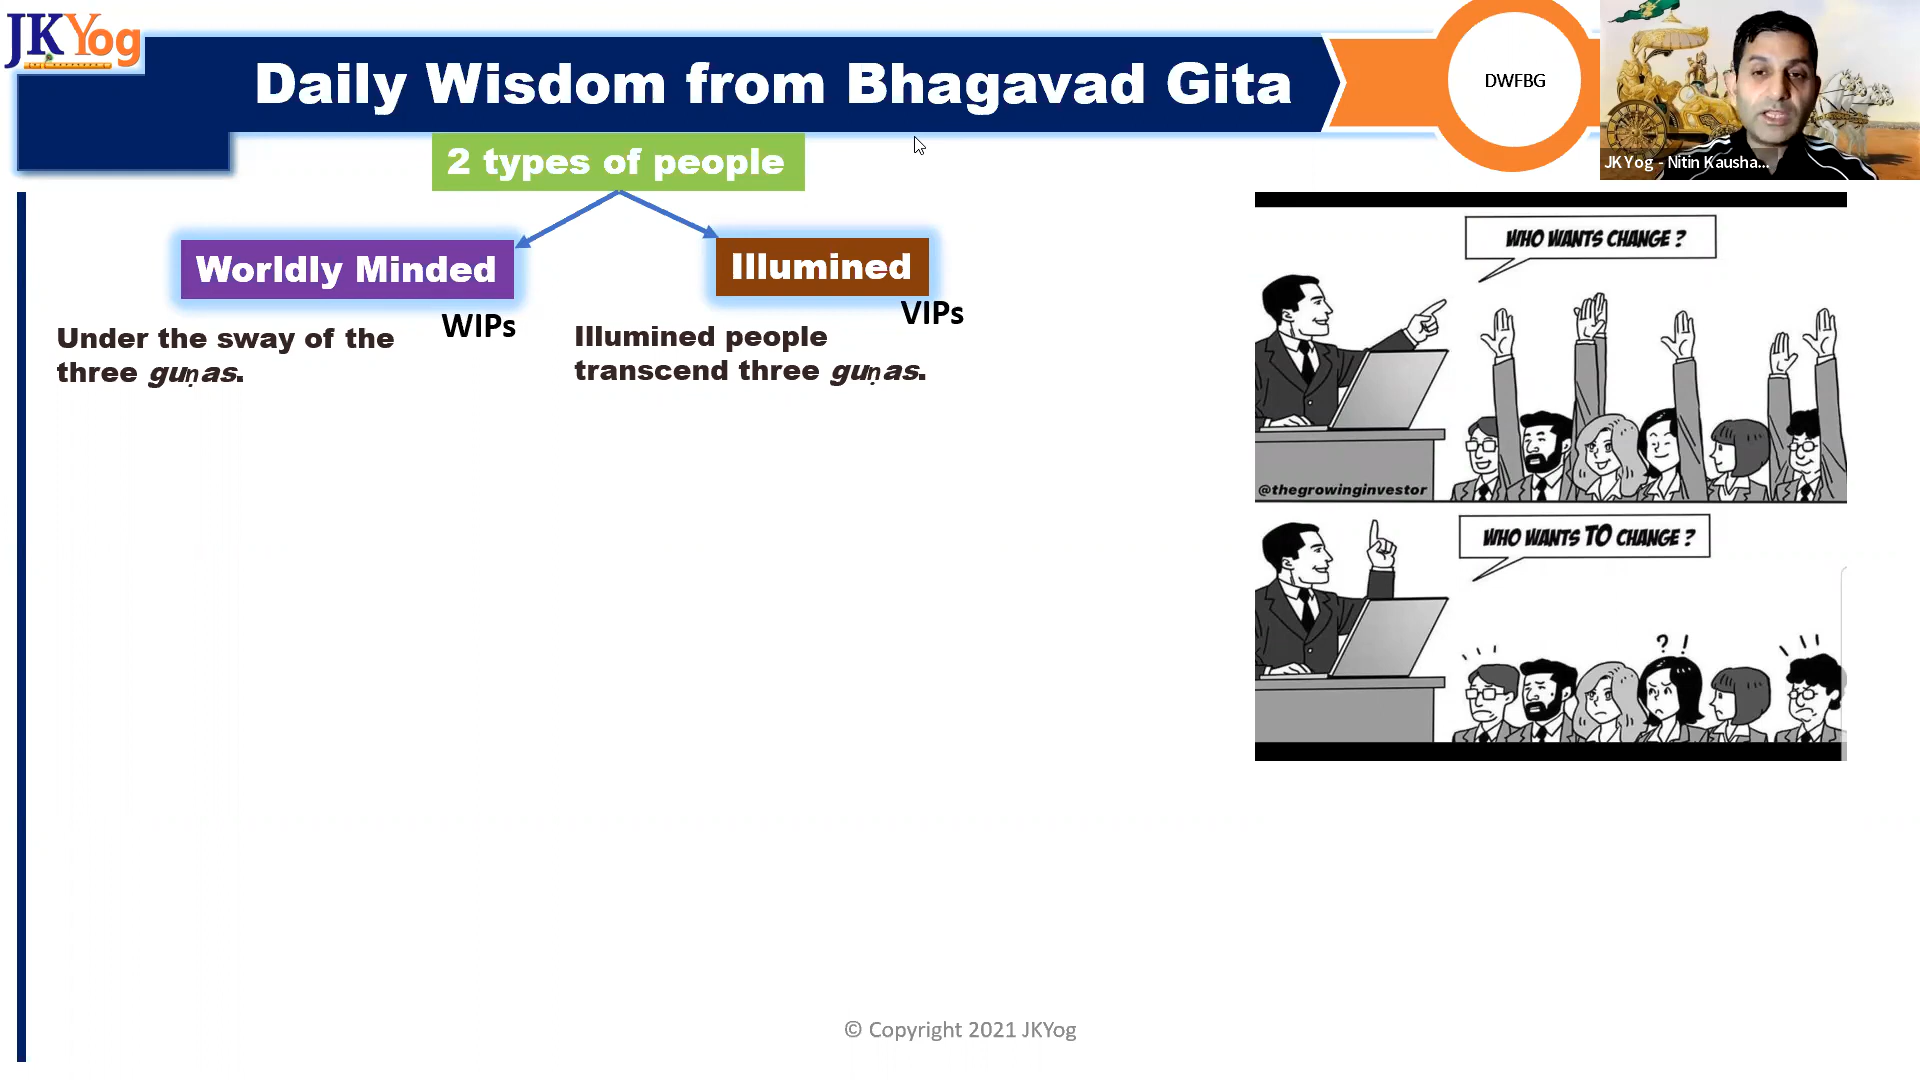 JKYog
Daily Wisdom from Bhagavad Gita
DWFBG
JK Yog - Nitin Kausha...
2 types of people
Worldly Minded
Illumined
WIPs
VIPs
Under the sway of the
three guṇas.
Illumined people
transcend three guṇas.
WHO WANTS CHANGE ?
@thegrowinginvestor
WHO WANTS TO CHANGE ?
? !
© Copyright 2021 JKYog